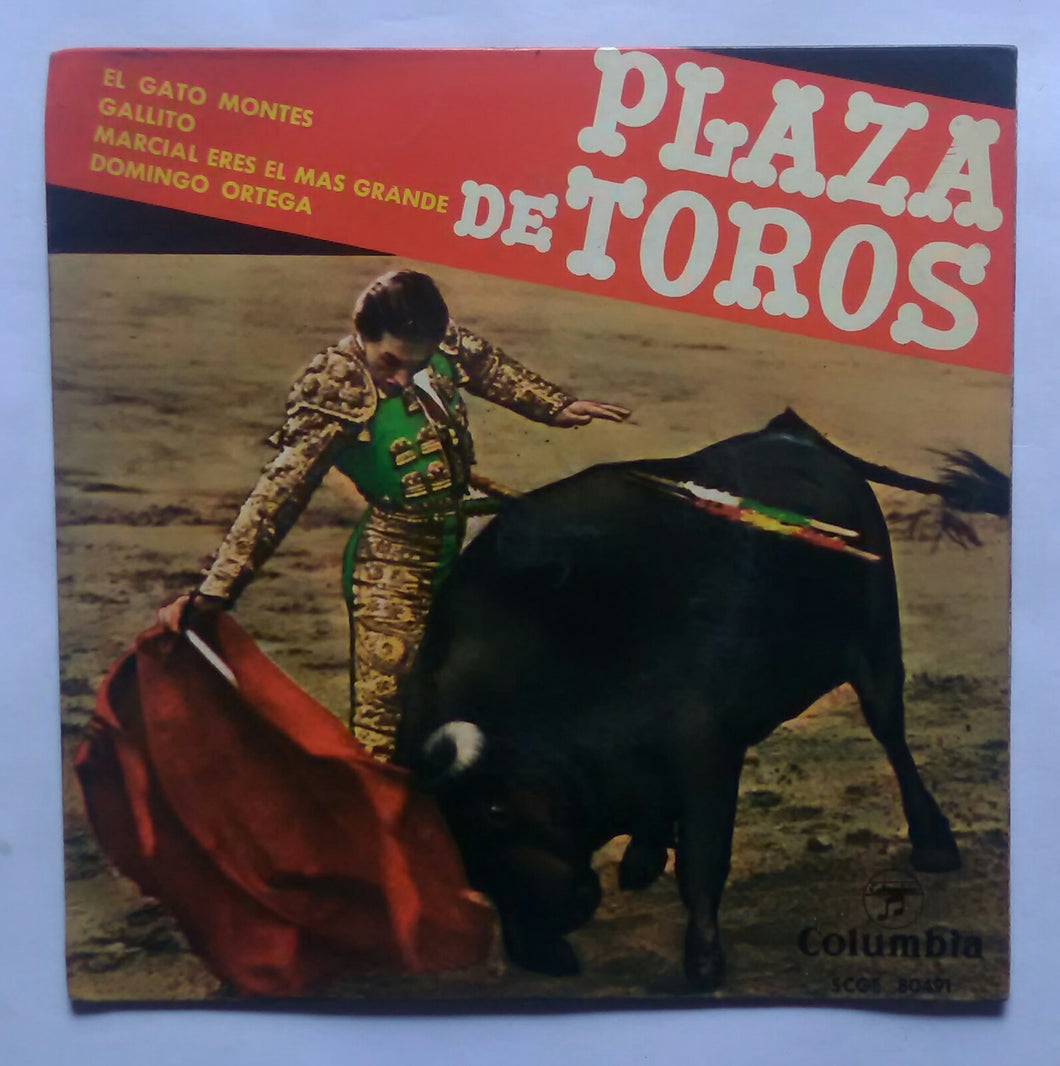 EL GATO MONTES
GALLITO
MARCIAL ERES EL MAS GRANDE
DOMINGO ORTEGA
PLAZA
DE TOROS
Columbia
SCGE 80491